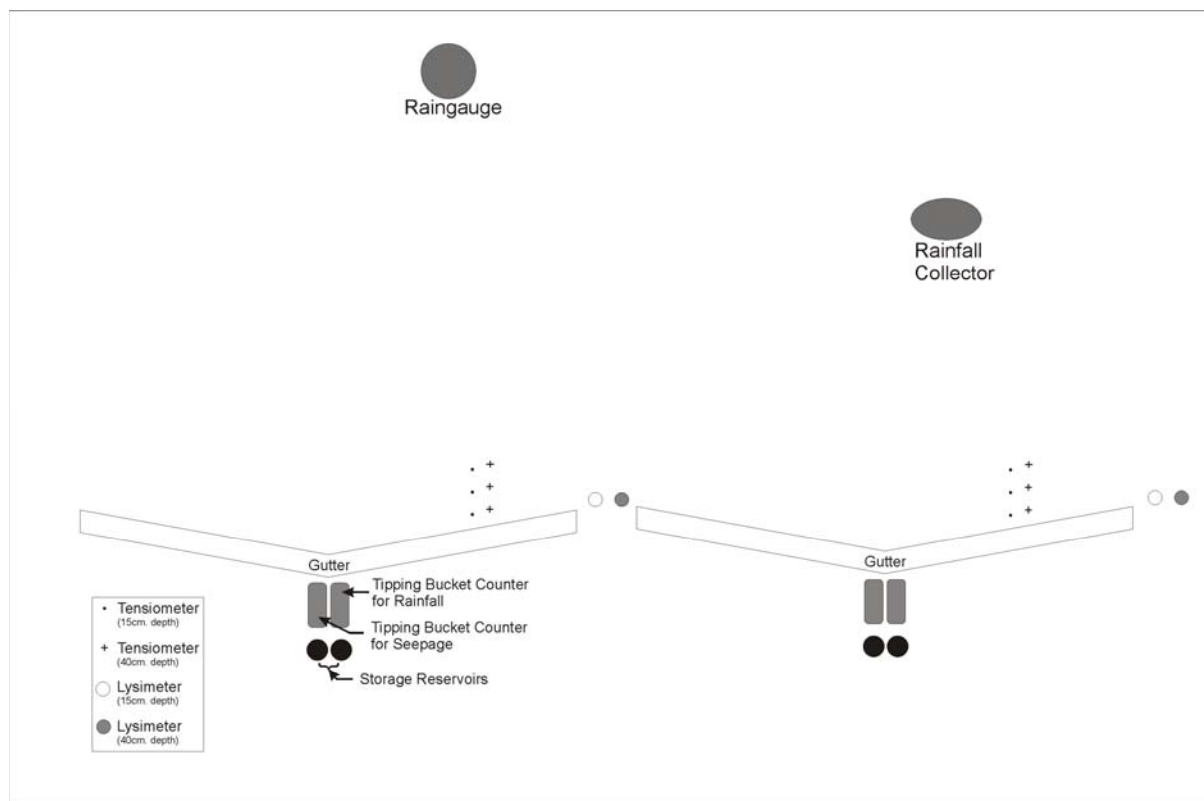 Raingauge
Rainfall
Collector
Gutter
Gutter
Tipping Bucket Counter
for Rainfall
Tipping Bucket Counter
for Seepage
Storage Reservoirs
Tensiometer
(15cm. depth)
Tensiometer
(40cm. depth)
Lysimeter
(15cm. depth)
Lysimeter
(40cm. depth)